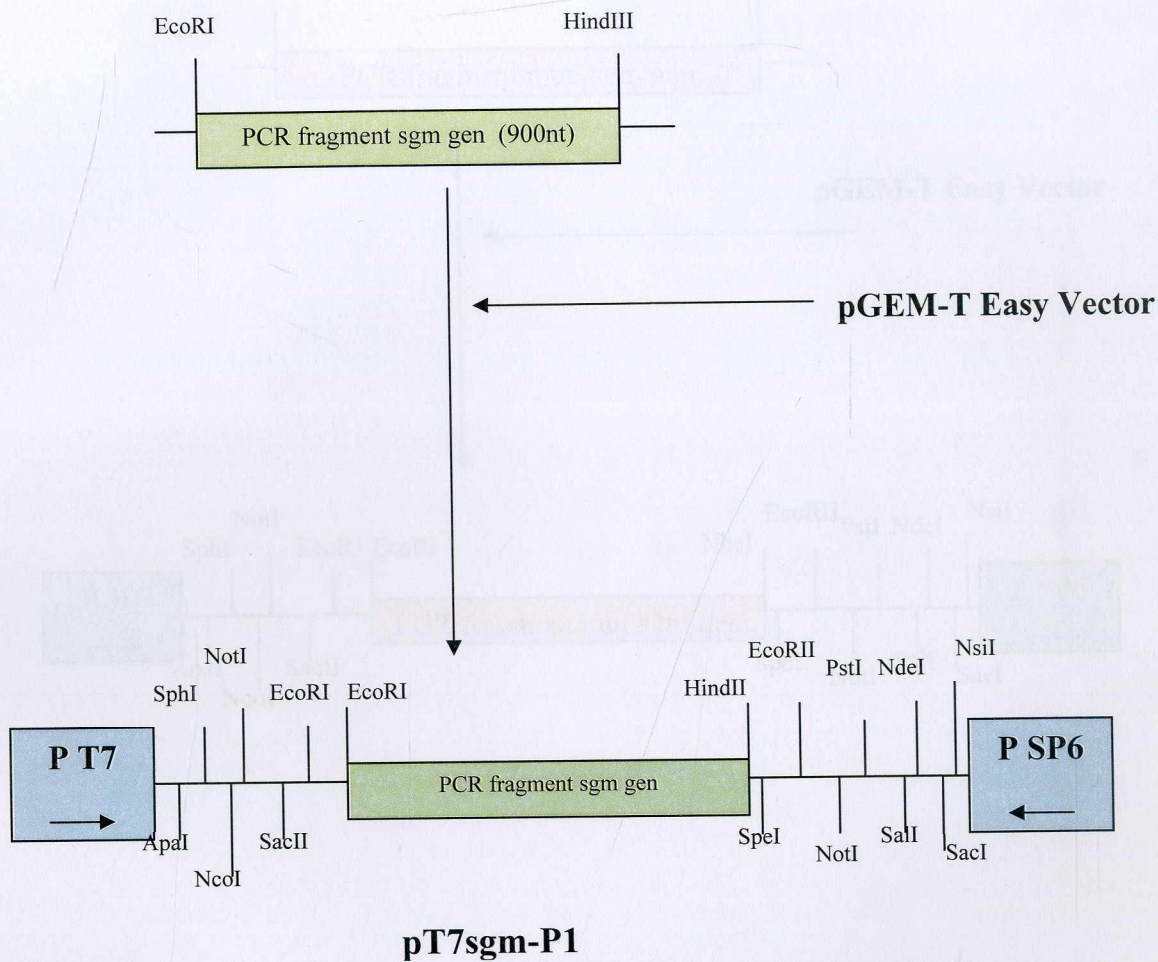 EcoRI
HindIII
PCR fragment sgm gen (900nt)
pGEM-T Easy Vector
EcoRII
NsiI
NotI
PstI
NdeI
SphI
EcoRI
EcoRI
HindII
P T7
P SP6
PCR fragment sgm gen
ApaI
SacII
SpeI
SalI
NotI
SacI
NcoI
pT7sgm-P1